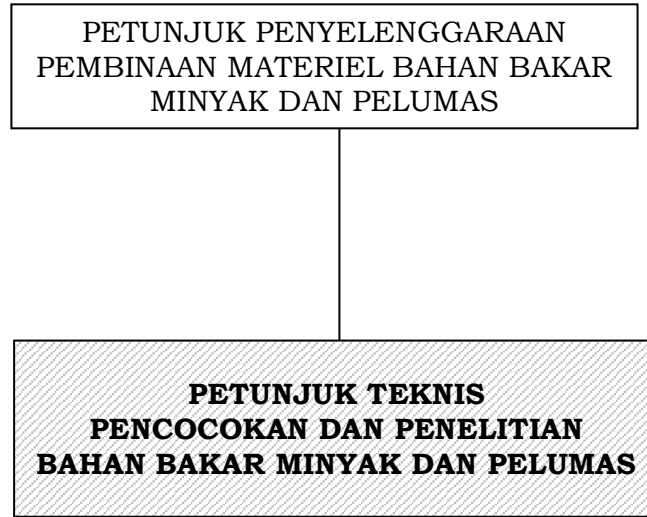 PETUNJUK PENYELENGGARAAN
PEMBINAAN MATERIEL BAHAN BAKAR
MINYAK DAN PELUMAS
PETUNJUK TEKNIS
PENCOCOKAN DAN PENELITIAN
BAHAN BAKAR MINYAK DAN PELUMAS